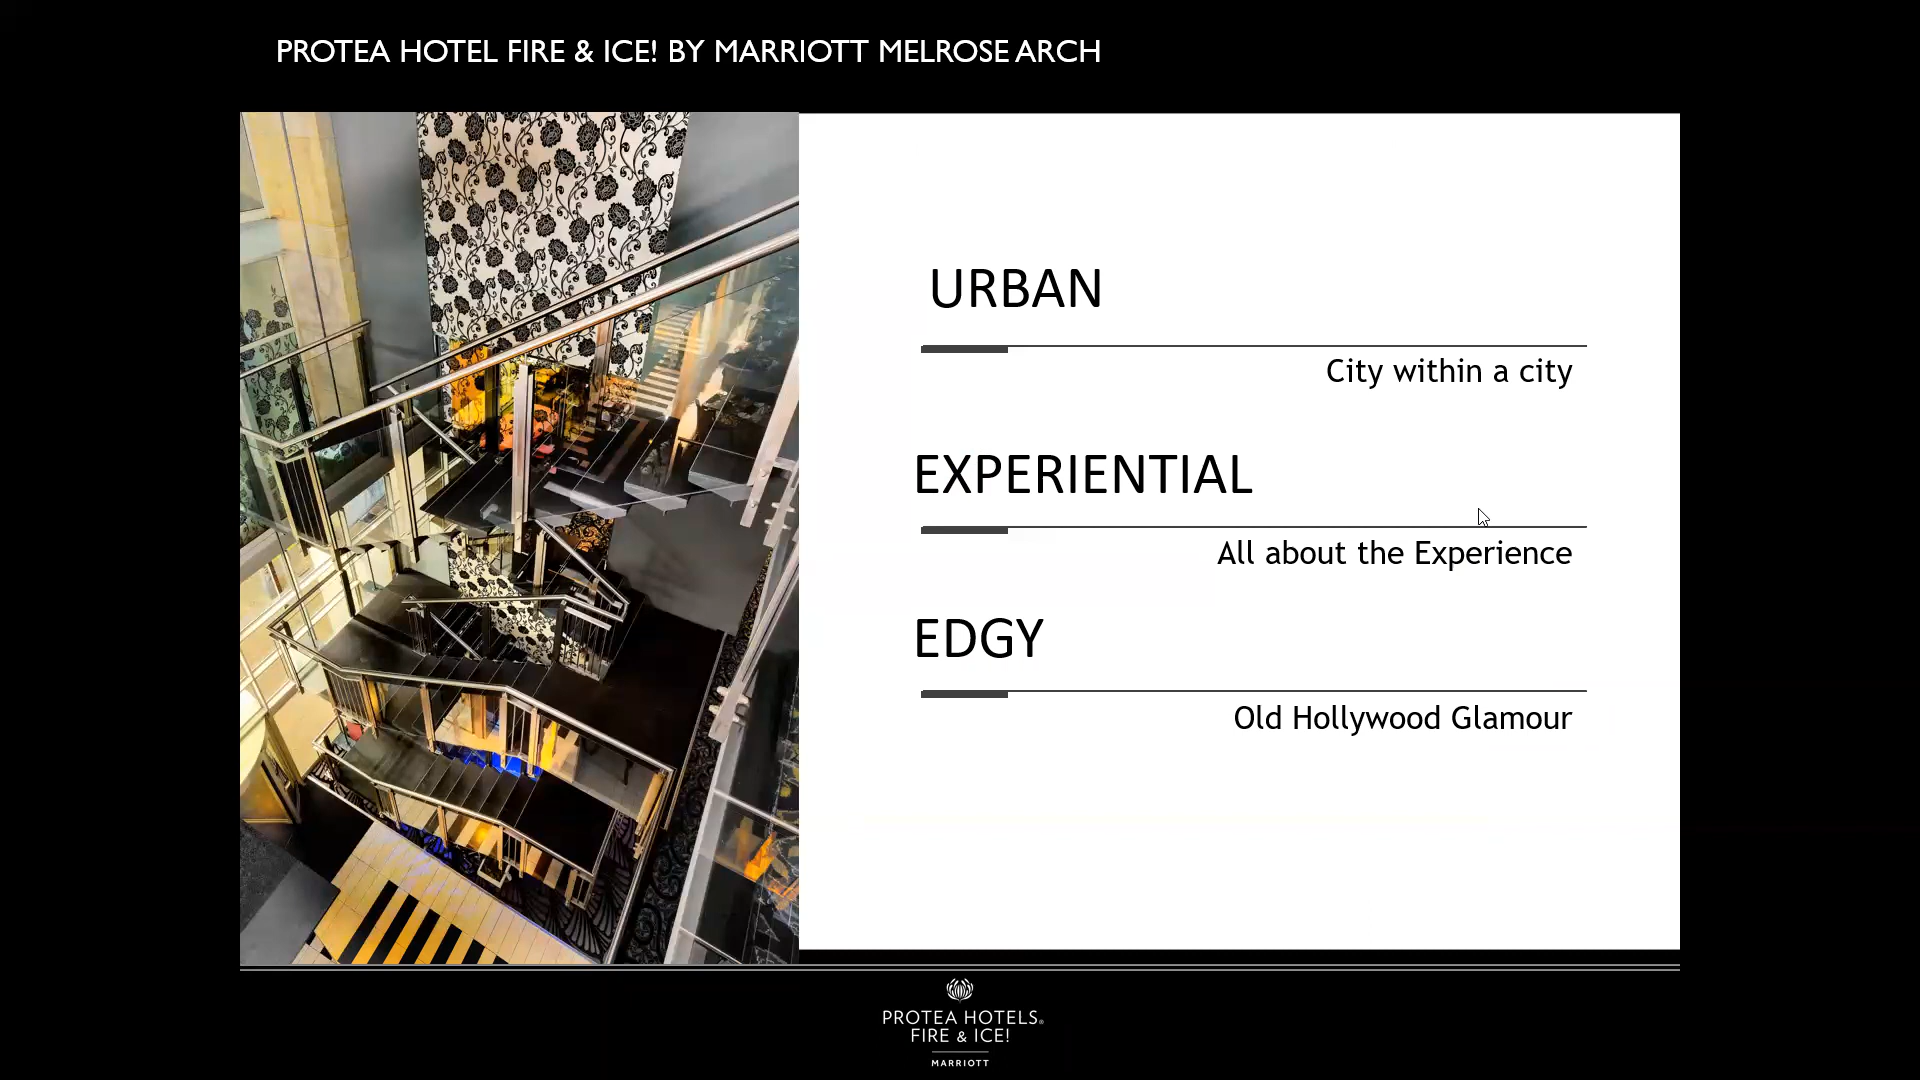 PROTEA HOTEL FIRE & ICE! BY MARRIOTT MELROSE ARCH
URBAN
City within a city
EXPERIENTIAL
All about the Experience
EDGY
Old Hollywood Glamour
PROTEA HOTELS®
FIRE & ICE!
MARRIOTT